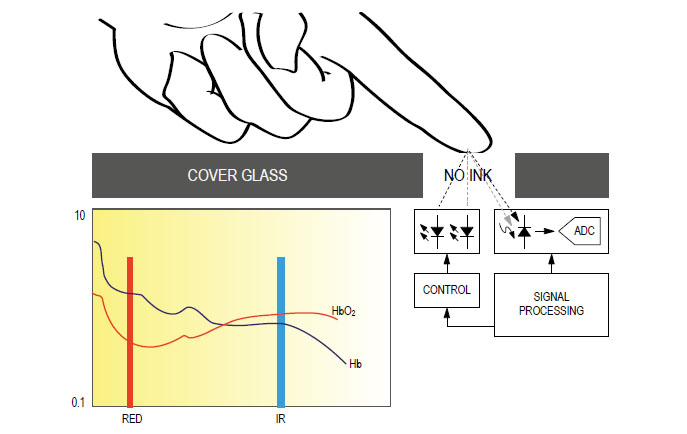 COVER GLASS
NO INK
10
ADC
CONTROL
SIGNAL
PROCESSING
HbO₂
Hb
0.1
RED
IR